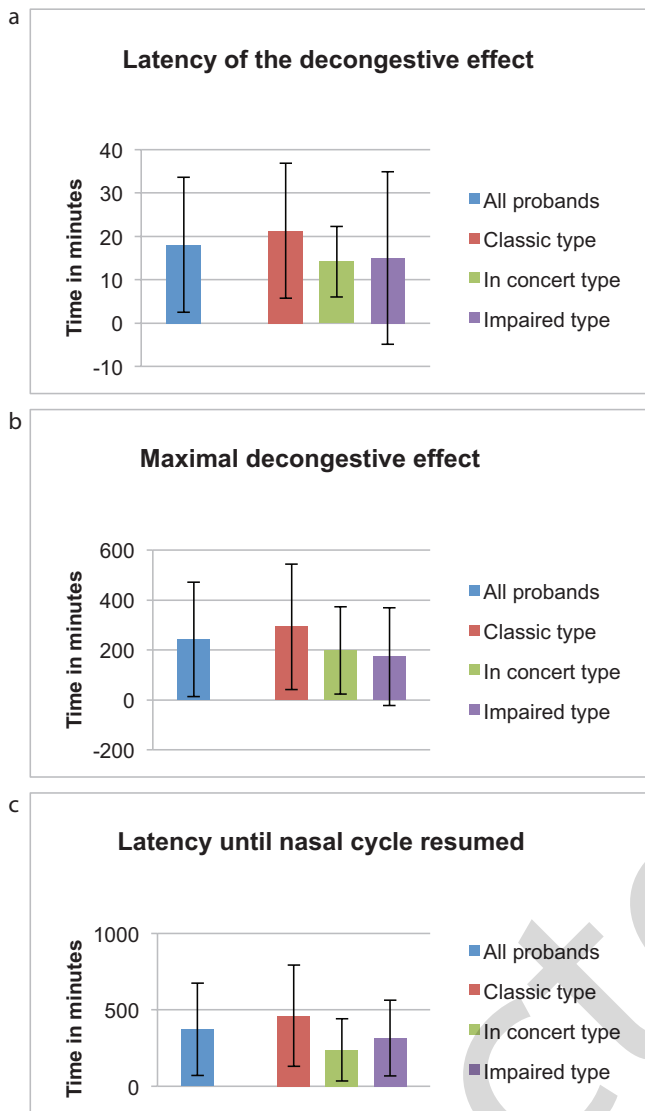 a
Latency of the decongestive effect
Time in minutes
40
30
20
10
0
-10
All probands
Classic type
In concert type
Impaired type
b
Maximal decongestive effect
Time in minutes
600
400
200
0
-200
All probands
Classic type
In concert type
Impaired type
c
Latency until nasal cycle resumed
Time in minutes
1000
500
0
All probands
Classic type
In concert type
Impaired type